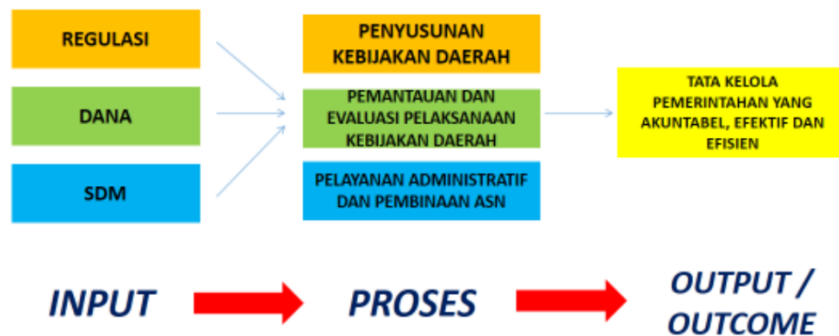 REGULASI
DANA
SDM
PENYUSUNAN
KEBIJAKAN DAERAH
PEMANTAUAN DAN
EVALUASI PELAKSANAAN
KEBIJAKAN DAERAH
PELAYANAN ADMINISTRATIF
DAN PEMBINAAN ASN
TATA KELOLA
PEMERINTAHAN YANG
AKUNTABEL, EFEKTIF DAN
EFISIEN
INPUT
PROSES
OUTPUT /
OUTCOME